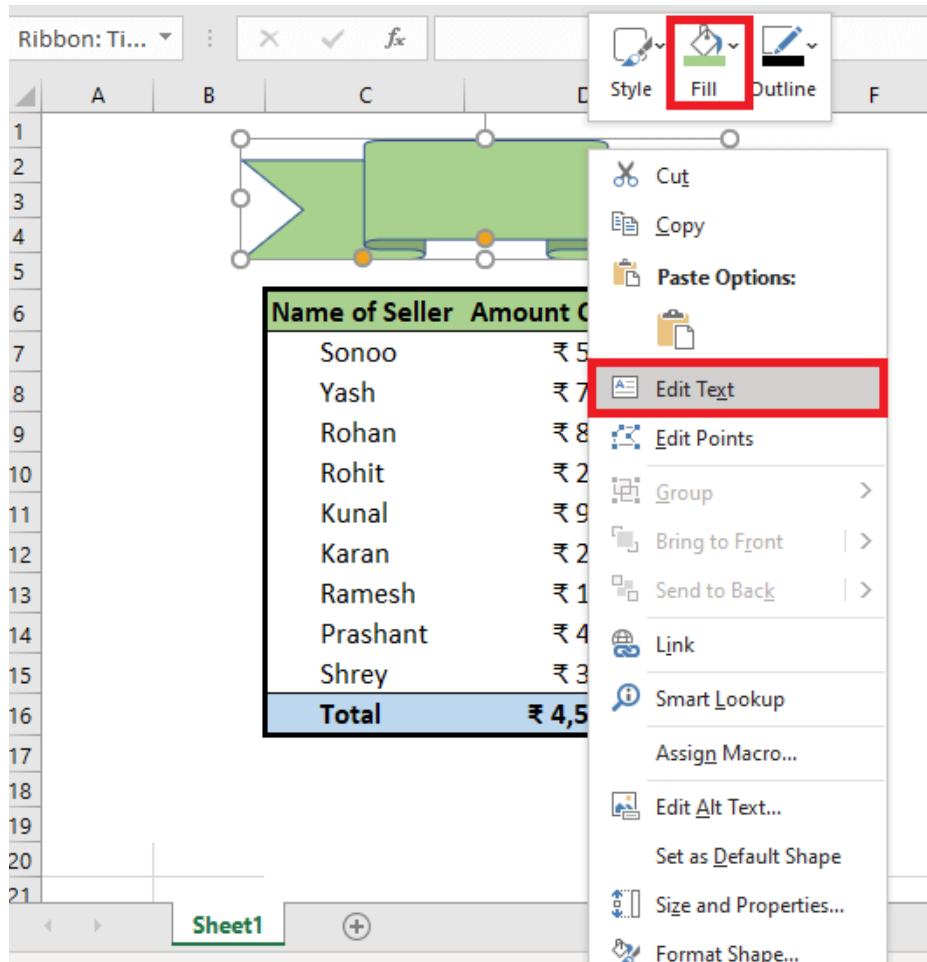 Ribbon: Ti...
fx
Style Fill Outline
A B C D F
1
2
3
4
5
6 Name of Seller Amount
7 Sonoo ₹ 5
8 Yash ₹ 7
9 Rohan ₹ 8
10 Rohit ₹ 2
11 Kunal ₹ 9
12 Karan ₹ 2
13 Ramesh ₹ 1
14 Prashant ₹ 4
15 Shrey ₹ 3
16 Total ₹ 4,5
17
18
19
20
21
Cut
Copy
Paste Options:
Edit Text
Edit Points
Group
Bring to Front
Send to Back
Link
Smart Lookup
Assign Macro...
Edit Alt Text...
Set as Default Shape
Size and Properties...
Format Shape...
Sheet1